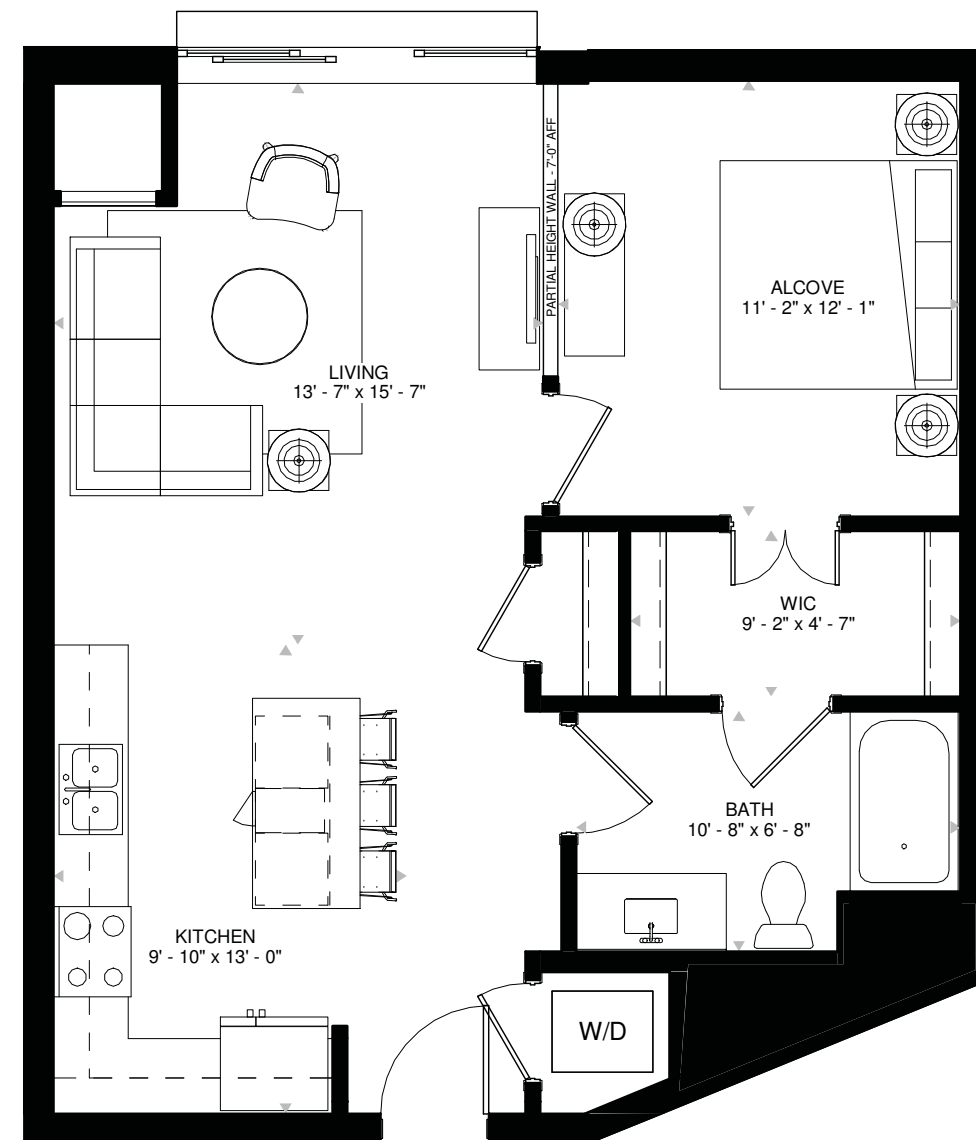 PARTIAL HEIGHT WALL - 7'-0" AFF
ALCOVE
11' - 2" x 12' - 1"
LIVING
13' - 7" x 15' - 7"
WIC
9' - 2" x 4' - 7"
BATH
10' - 8" x 6' - 8"
KITCHEN
9' - 10" x 13' - 0"
W/D